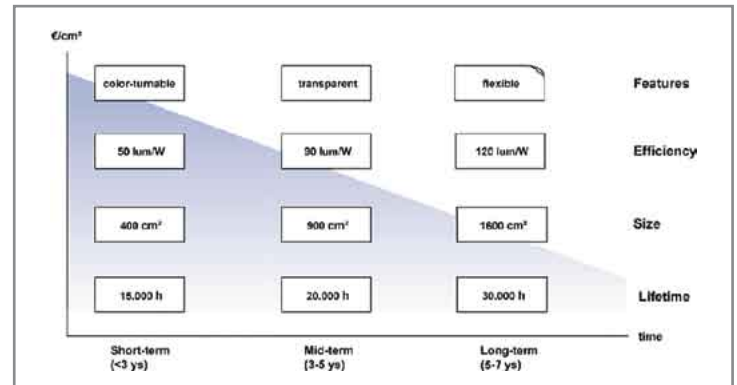 €/cm²
color-turnable transparent flexible Features
50 lum/W 90 lum/W 120 lum/W Efficiency
400 cm² 900 cm² 1600 cm² Size
15.000 h 20.000 h 30.000 h Lifetime
time
Short-term Mid-term Long-term
(<3 ys) (3-5 ys) (5-7 ys)